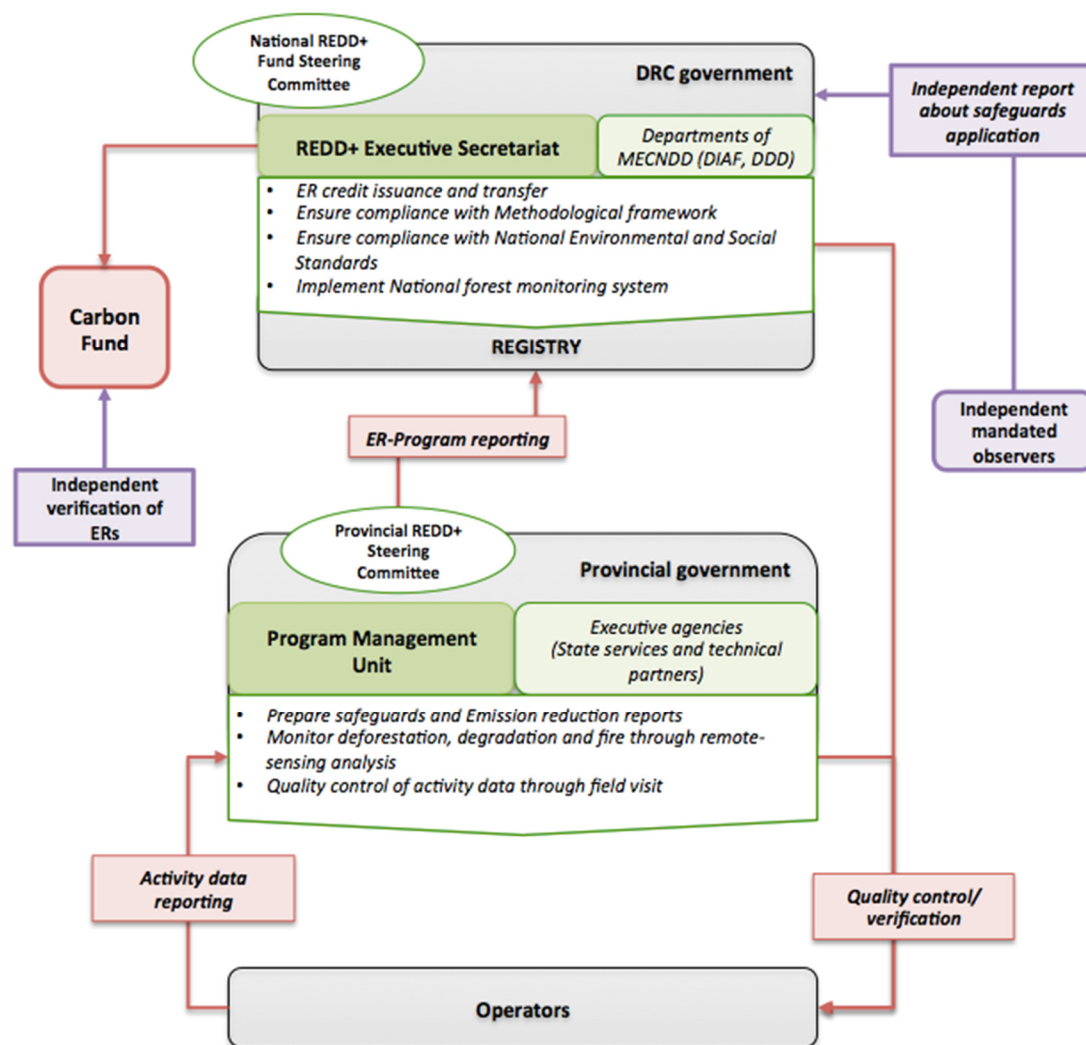 National REDD+
Fund Steering
Committee
DRC government
Independent report
about safeguards
application
REDD+ Executive Secretariat
Departments of
MECNDD (DIAF, DDD)
• ER credit issuance and transfer
• Ensure compliance with Methodological framework
• Ensure compliance with National Environmental and Social
Standards
• Implement National forest monitoring system
Carbon
Fund
REGISTRY
ER-Program reporting
Independent
mandated
observers
Independent
verification of
ERs
Provincial REDD+
Steering
Committee
Provincial government
Program Management
Unit
Executive agencies
(State services and technical
partners)
• Prepare safeguards and Emission reduction reports
• Monitor deforestation, degradation and fire through remote-
sensing analysis
• Quality control of activity data through field visit
Activity data
reporting
Quality control/
verification
Operators